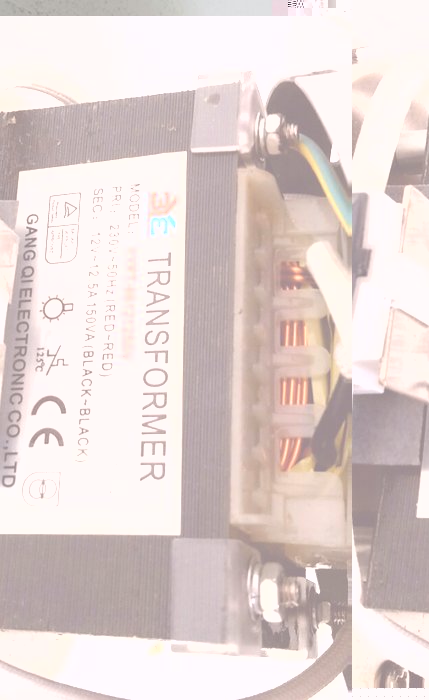 TRANSFORMER
MODEL:
PRI: 230V~50Hz(RED-RED)
SEC: 12V~12.5A 150VA(BLACK-BLACK)
125℃
CE
GANG QI ELECTRONIC CO.,LTD